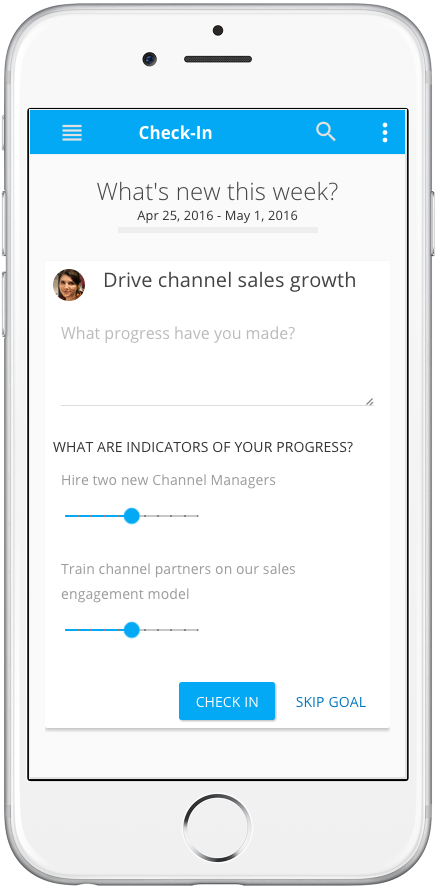 Check-In
What's new this week?
Apr 25, 2016 - May 1, 2016
Drive channel sales growth
What progress have you made?
WHAT ARE INDICATORS OF YOUR PROGRESS?
Hire two new Channel Managers
Train channel partners on our sales
engagement model
CHECK IN SKIP GOAL